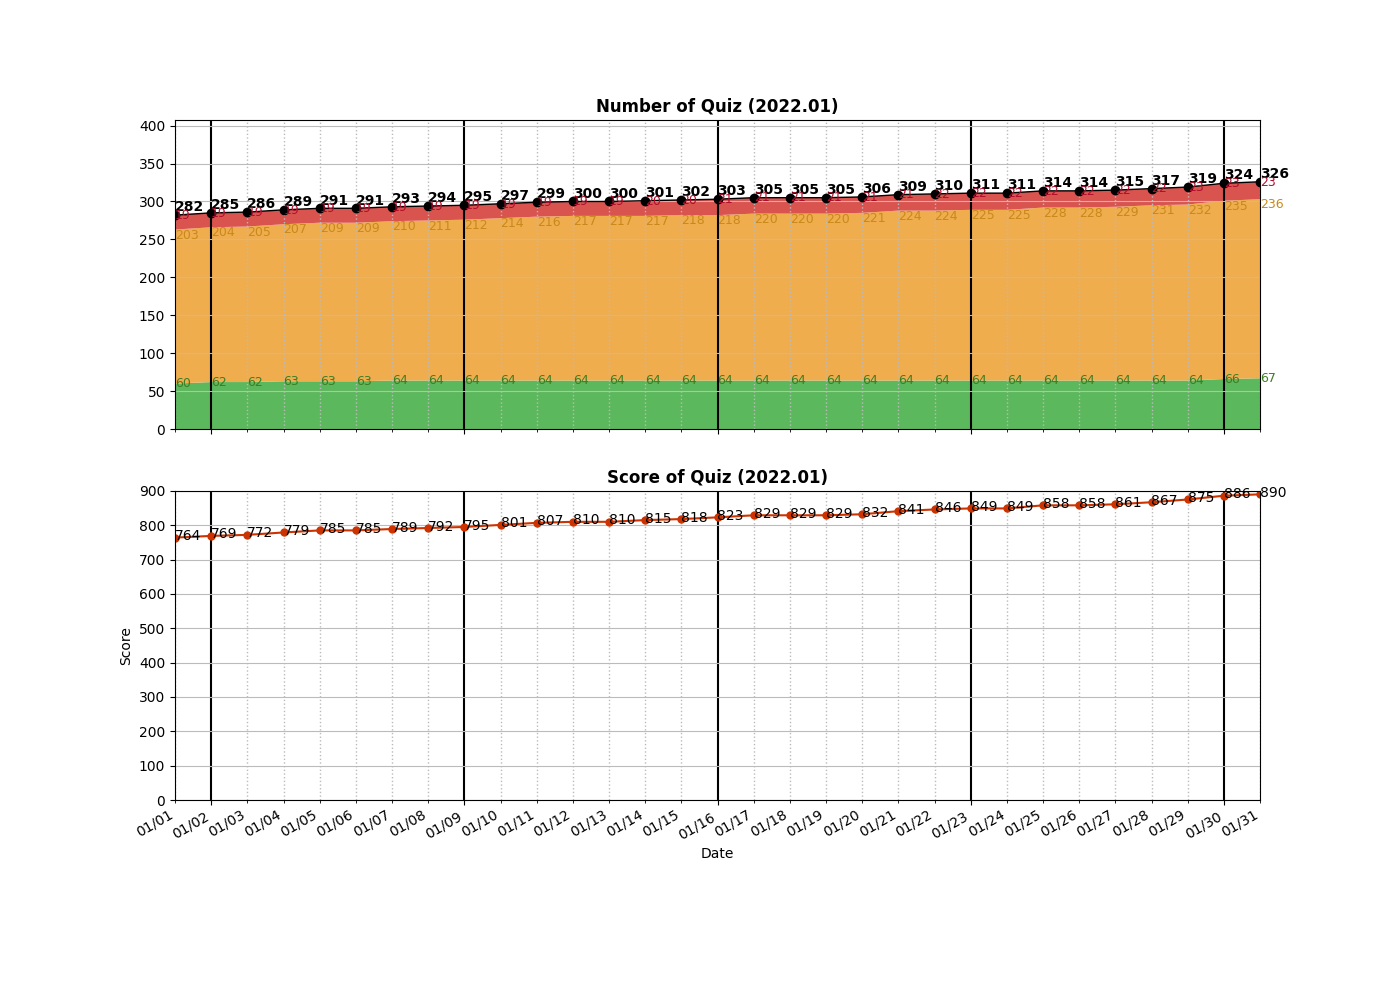 Number of Quiz (2022.01)
400
350
300
250
200
150
100
50
0
282 285 286 289 291 291 293 294 295 297 299 300 300 301 302 303 305 305 305 306 309 310 311 311 314 314 315 317 319 324 326
23
203 204 205 207 209 209 210 211 212 214 216 217 217 217 218 218 220 220 220 221 224 224 225 225 228 228 229 231 232 235 236
60 62 62 63 63 63 64 64 64 64 64 64 64 64 64 64 64 64 64 64 64 64 64 64 64 64 64 64 64 66 67
Score of Quiz (2022.01)
900
800
700
600
500
400
300
200
100
0
Score
764 769 772 779 785 785 789 792 795 801 807 810 810 815 818 823 829 829 829 832 841 846 849 849 858 858 861 867 875 886 890
01/01 01/02 01/03 01/04 01/05 01/06 01/07 01/08 01/09 01/10 01/11 01/12 01/13 01/14 01/15 01/16 01/17 01/18 01/19 01/20 01/21 01/22 01/23 01/24 01/25 01/26 01/27 01/28 01/29 01/30 01/31
Date